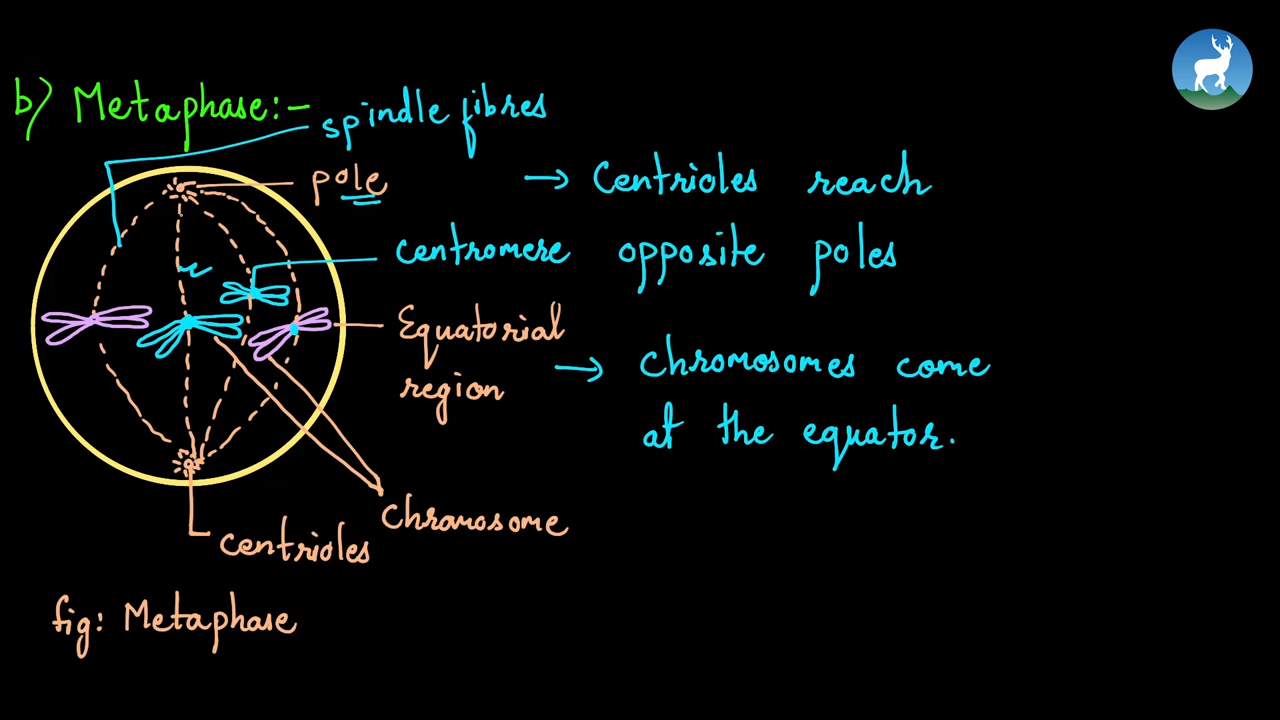 b) Metaphase:-
spindle fibres
pole
→ Centrioles reach
opposite poles
centromere
Equatorial
region
→ Chromosomes come
at the equator.
Chromosome
centrioles
fig: Metaphase